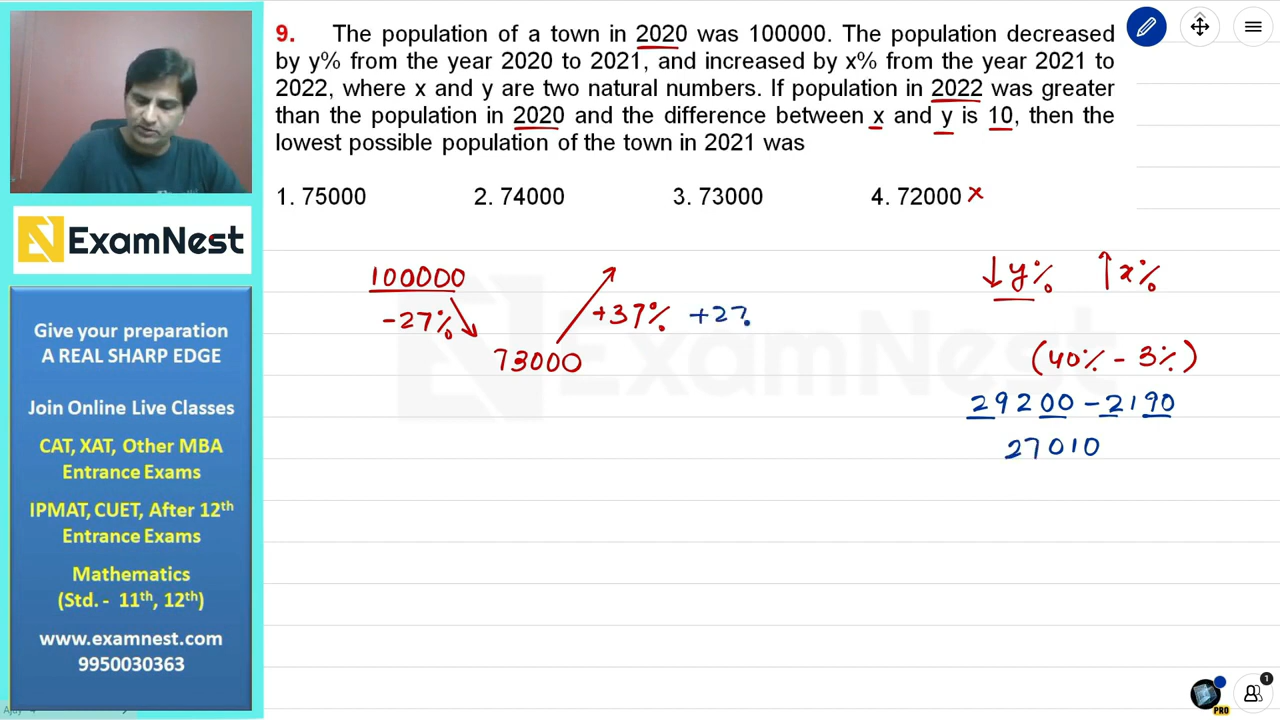 9. The population of a town in 2020 was 100000. The population decreased
by y% from the year 2020 to 2021, and increased by x% from the year 2021 to
2022, where x and y are two natural numbers. If population in 2022 was greater
than the population in 2020 and the difference between x and y is 10, then the
lowest possible population of the town in 2021 was
1. 75000 2. 74000 3. 73000 4. 72000 ×
ExamNest
Give your preparation
A REAL SHARP EDGE
Join Online Live Classes
CAT, XAT, Other MBA
Entrance Exams
IPMAT, CUET, After 12th
Entrance Exams
Mathematics
(Std. - 11th, 12th)
www.examnest.com
9950030363
100000
-27%
73000
+37% +27%
↓y% ↑x%
(40% - 3%)
29200 - 2190
27010
ExamNest
PRO
1